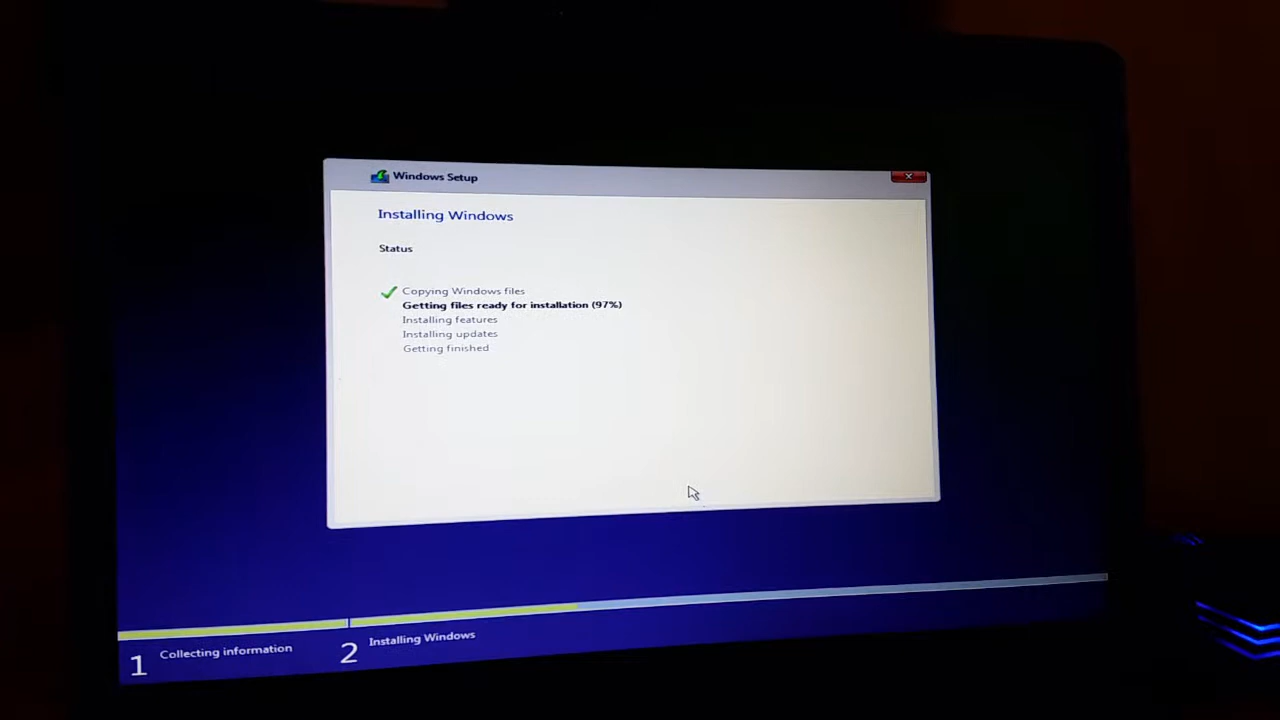 Windows Setup
Installing Windows
Status
Copying Windows files
Getting files ready for installation (97%)
Installing features
Installing updates
Getting finished
1 Collecting information
2 Installing Windows